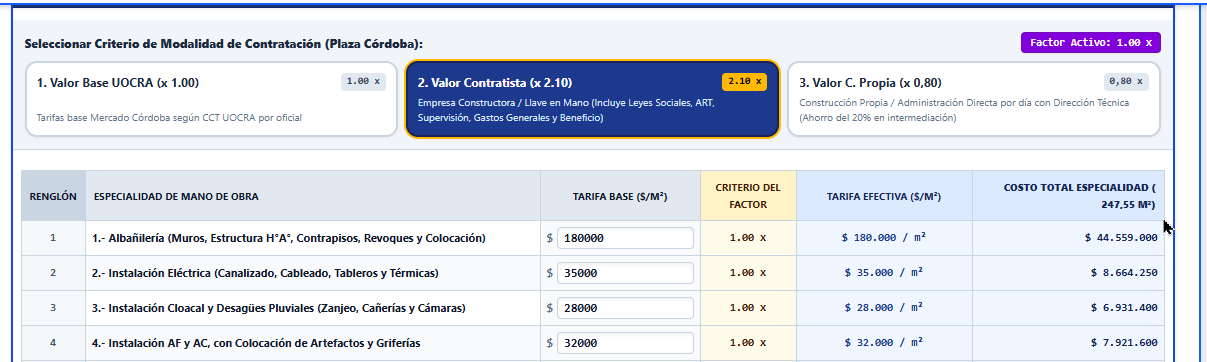 Seleccionar Criterio de Modalidad de Contratación (Plaza Córdoba):
Factor Activo: 1.00 x
1. Valor Base UOCRA (x 1.00)
1.00 x
Tarifas base Mercado Córdoba según CCT UOCRA por oficial
2. Valor Contratista (x 2.10)
2.10 x
Empresa Constructora / Llave en Mano (Incluye Leyes Sociales, ART,
Supervisión, Gastos Generales y Beneficio)
3. Valor C. Propia (x 0,80)
0,80 x
Construcción Propia / Administración Directa por día con Dirección Técnica
(Ahorro del 20% en intermediación)
RENGLÓN ESPECIALIDAD DE MANO DE OBRA TARIFA BASE ($/M²) CRITERIO DEL FACTOR TARIFA EFECTIVA ($/M²) COSTO TOTAL ESPECIALIDAD ( 247,55 M²)
1 1.- Albañilería (Muros, Estructura H°A°, Contrapisos, Revoques y Colocación) $ 180000 1.00 x $ 180.000 / m² $ 44.559.000
2 2.- Instalación Eléctrica (Canalizado, Cableado, Tableros y Térmicas) $ 35000 1.00 x $ 35.000 / m² $ 8.664.250
3 3.- Instalación Cloacal y Desagües Pluviales (Zanjeo, Cañerías y Cámaras) $ 28000 1.00 x $ 28.000 / m² $ 6.931.400
4 4.- Instalación AF y AC, con Colocación de Artefactos y Griferías $ 32000 1.00 x $ 32.000 / m² $ 7.921.600